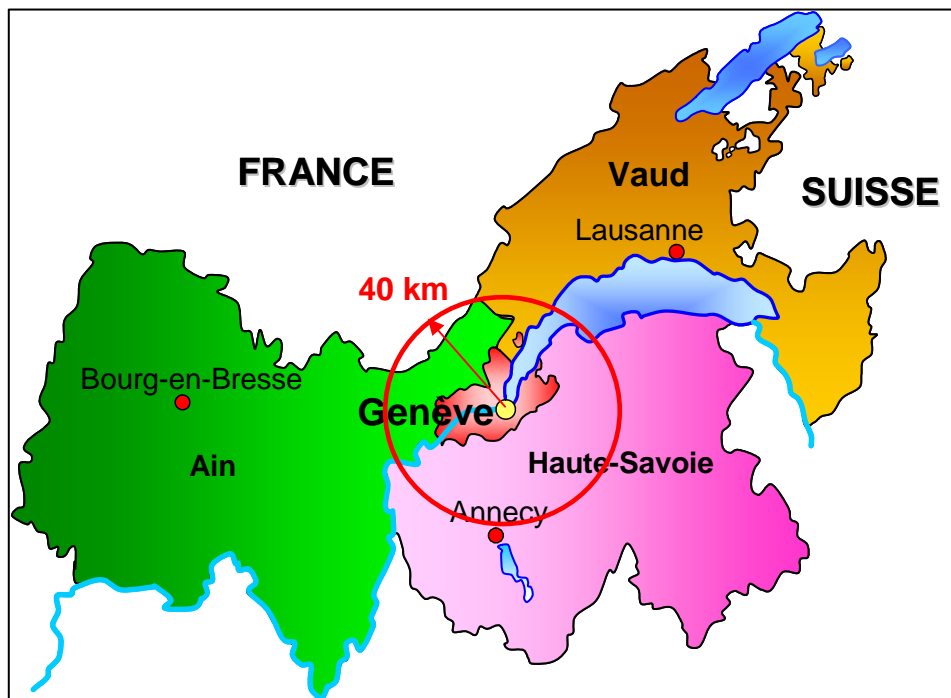 FRANCE
Vaud
SUISSE
Lausanne
40 km
Bourg-en-Bresse
Genève
Ain
Haute-Savoie
Annecy